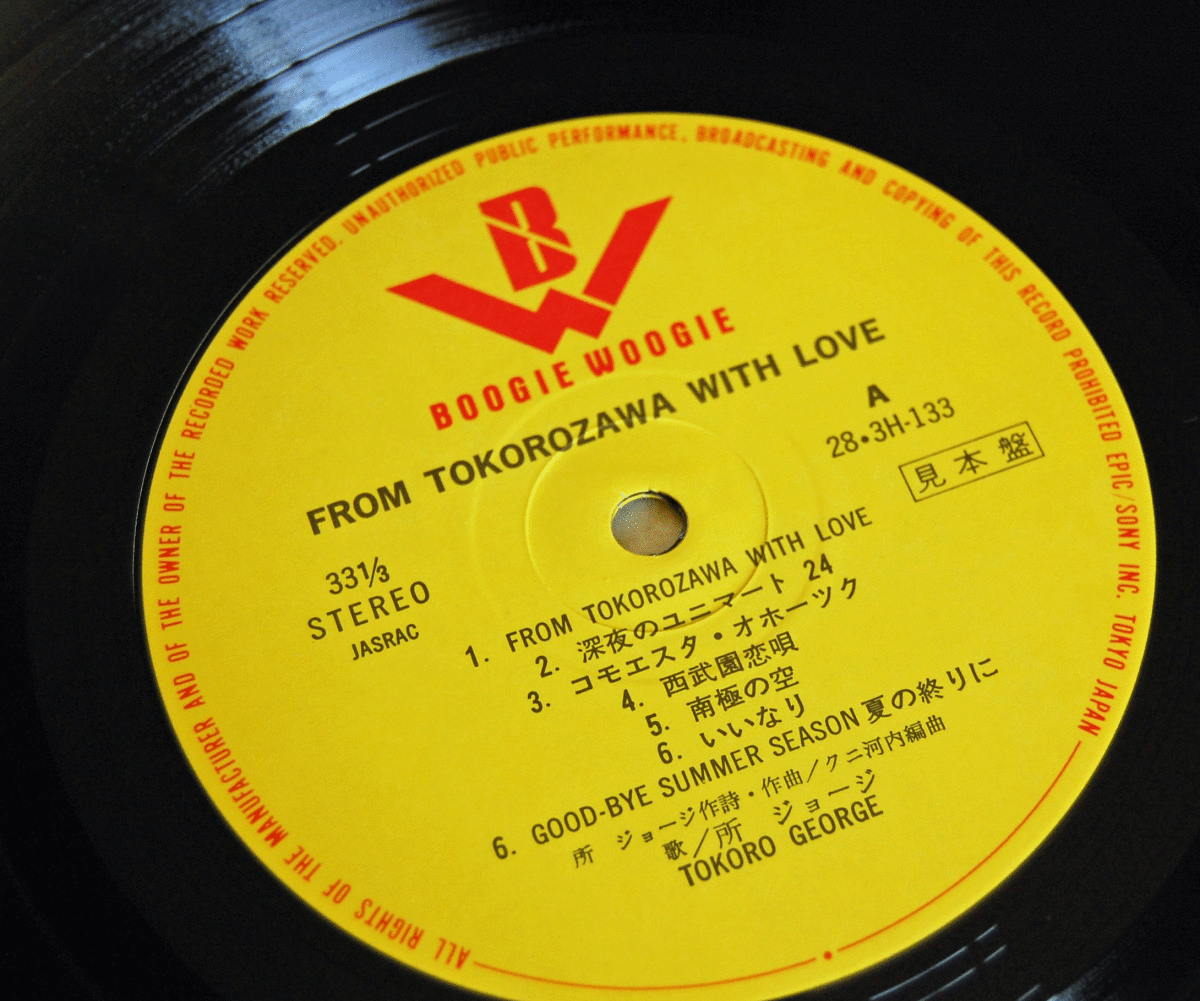 B
W
BOOGIE WOOGIE
FROM TOKOROZAWA WITH LOVE
A
28・3H-133
見本盤
33⅓
STEREO
JASRAC
1. FROM TOKOROZAWA WITH LOVE
2. 深夜のユニマート 24
3. コモエスタ・オホーツク
4. 西武園恋唄
5. 南極の空
6. いいなり
6. GOOD-BYE SUMMER SEASON 夏の終りに
所 ジョージ作詩・作曲/クニ河内編曲
歌/所 ジョージ
TOKORO GEORGE
ALL RIGHTS OF THE MANUFACTURER AND OF THE OWNER OF THE RECORDED WORK RESERVED. UNAUTHORIZED PUBLIC PERFORMANCE, BROADCASTING AND COPYING OF THIS RECORD PROHIBITED EPIC/SONY INC. TOKYO JAPAN